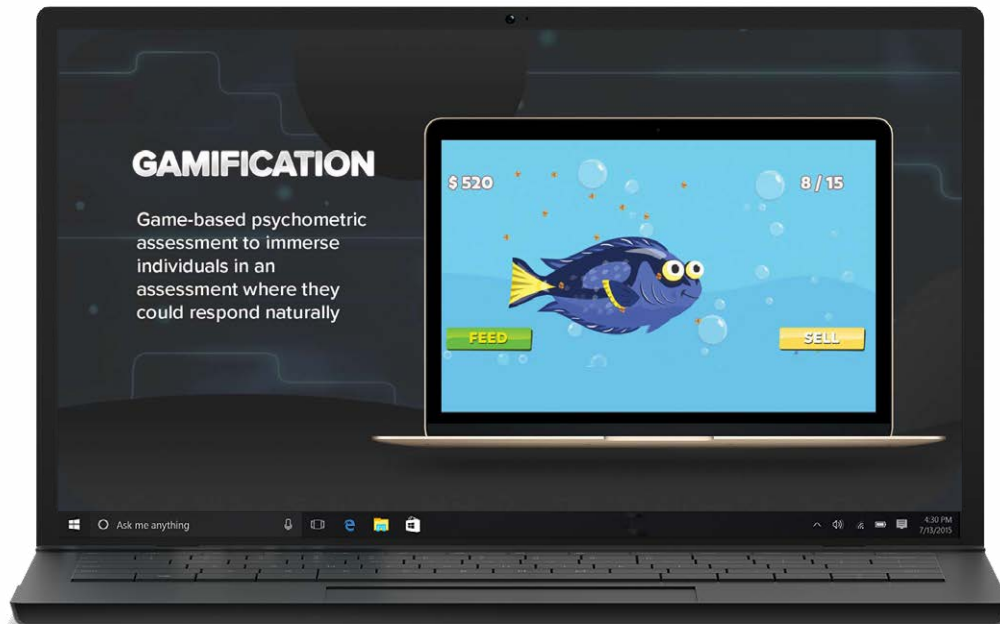 GAMIFICATION
Game-based psychometric
assessment to immerse
individuals in an
assessment where they
could respond naturally
$ 520
8 / 15
FEED
SELL
Ask me anything
4:30 PM
7/13/2015